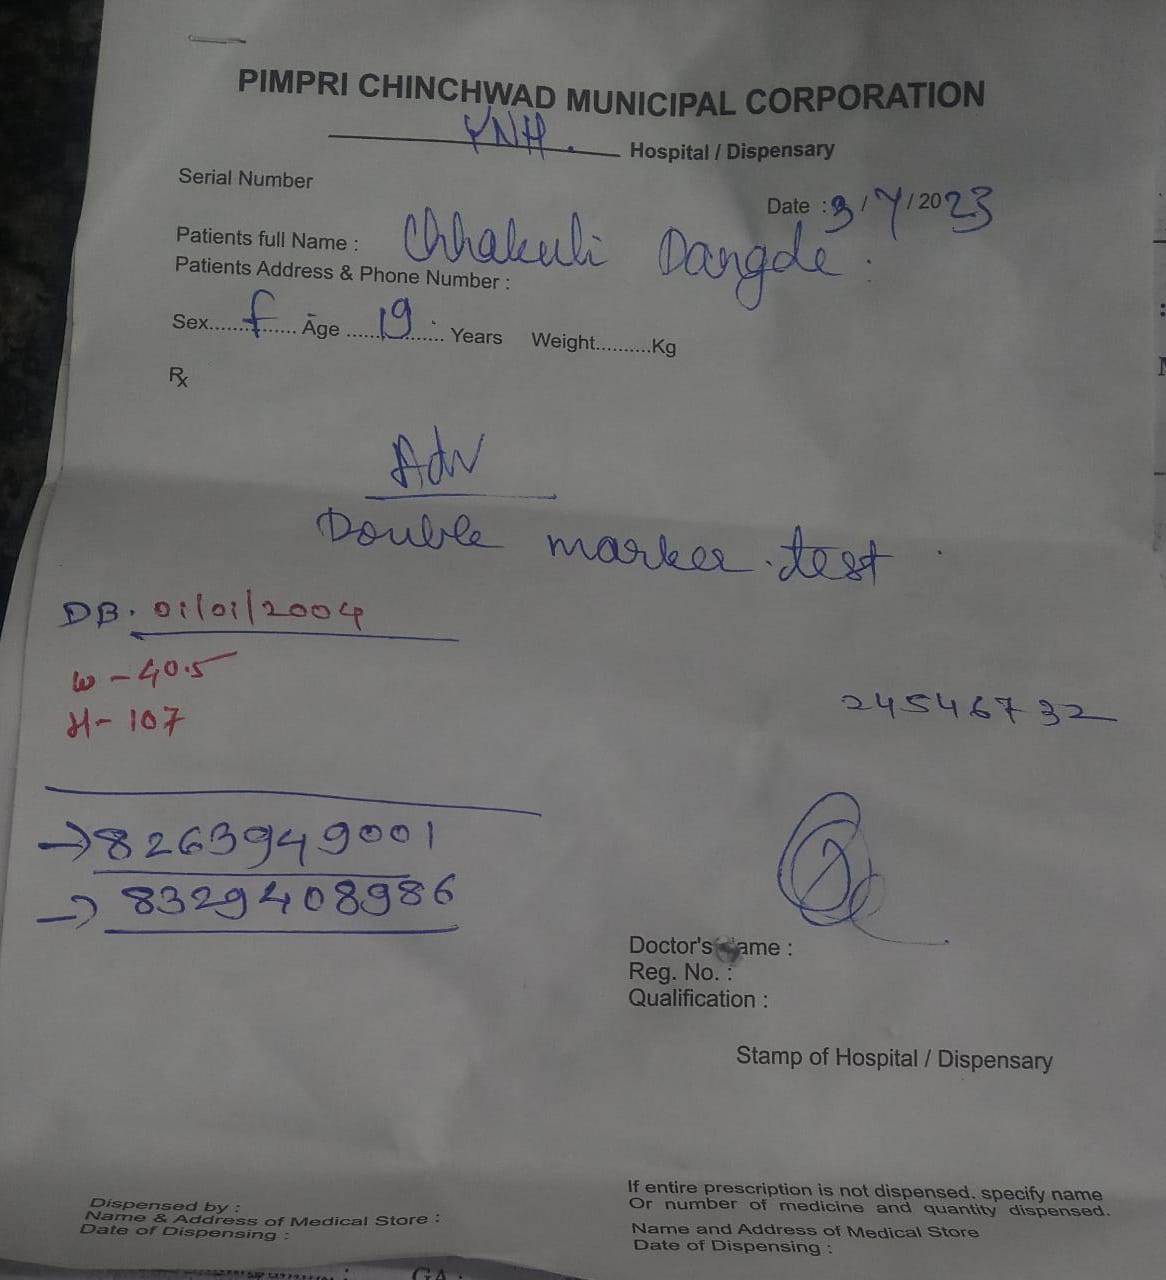 PIMPRI CHINCHWAD MUNICIPAL CORPORATION
YNH. Hospital / Dispensary
Serial Number
Date : 3/7/2023
Patients full Name : Chhakuli Dangde.
Patients Address & Phone Number :
Sex.......f....... Age ......19....... Years Weight..........Kg
Rx
Adv
Double marker test
DB. 01/01/2004
W - 40.5
H - 107
24546732
→ 8263949001
→ 8329408986
Doctor's ame :
Reg. No. :
Qualification :
Stamp of Hospital / Dispensary
Dispensed by :
Name & Address of Medical Store :
Date of Dispensing :
If entire prescription is not dispensed. specify name
Or number of medicine and quantity dispensed.
Name and Address of Medical Store
Date of Dispensing :